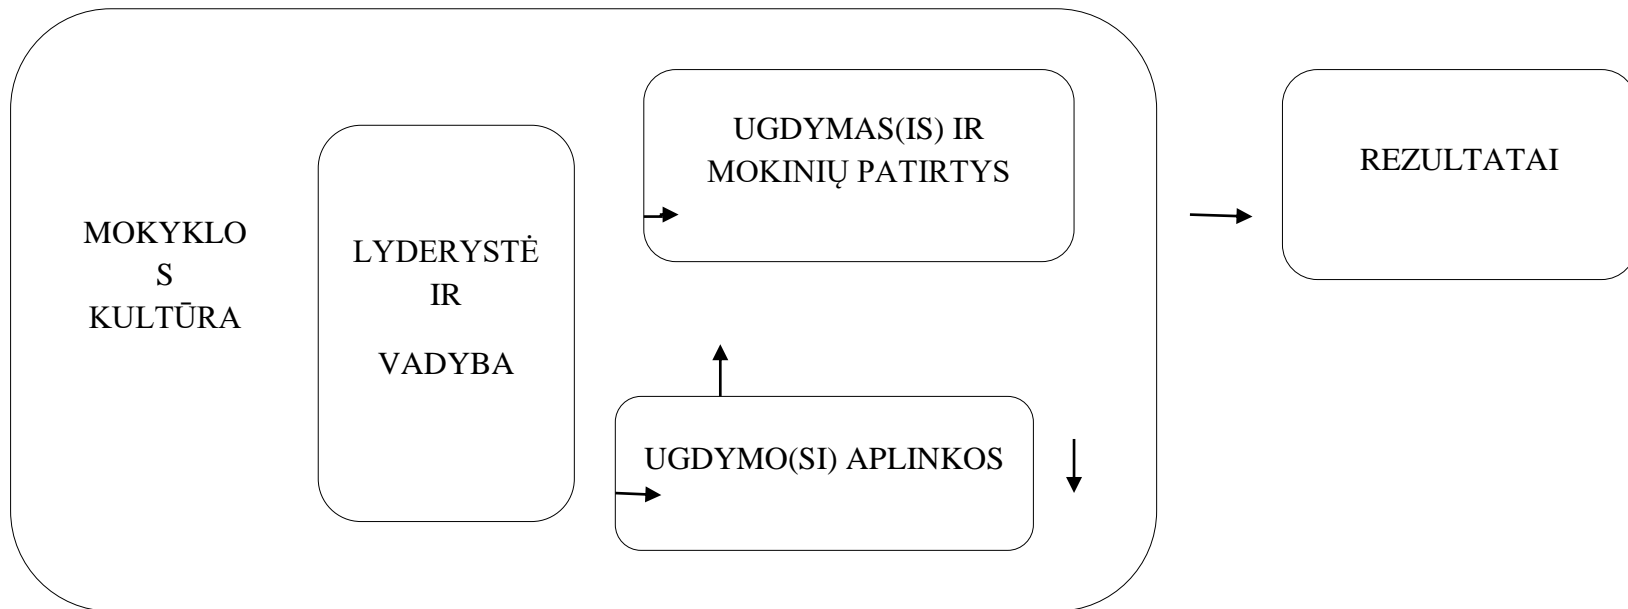 MOKYKLO
S
KULTŪRA
LYDERYSTĖ
IR
VADYBA
UGDYMAS(IS) IR
MOKINIŲ PATIRTYS
UGDYMO(SI) APLINKOS
REZULTATAI